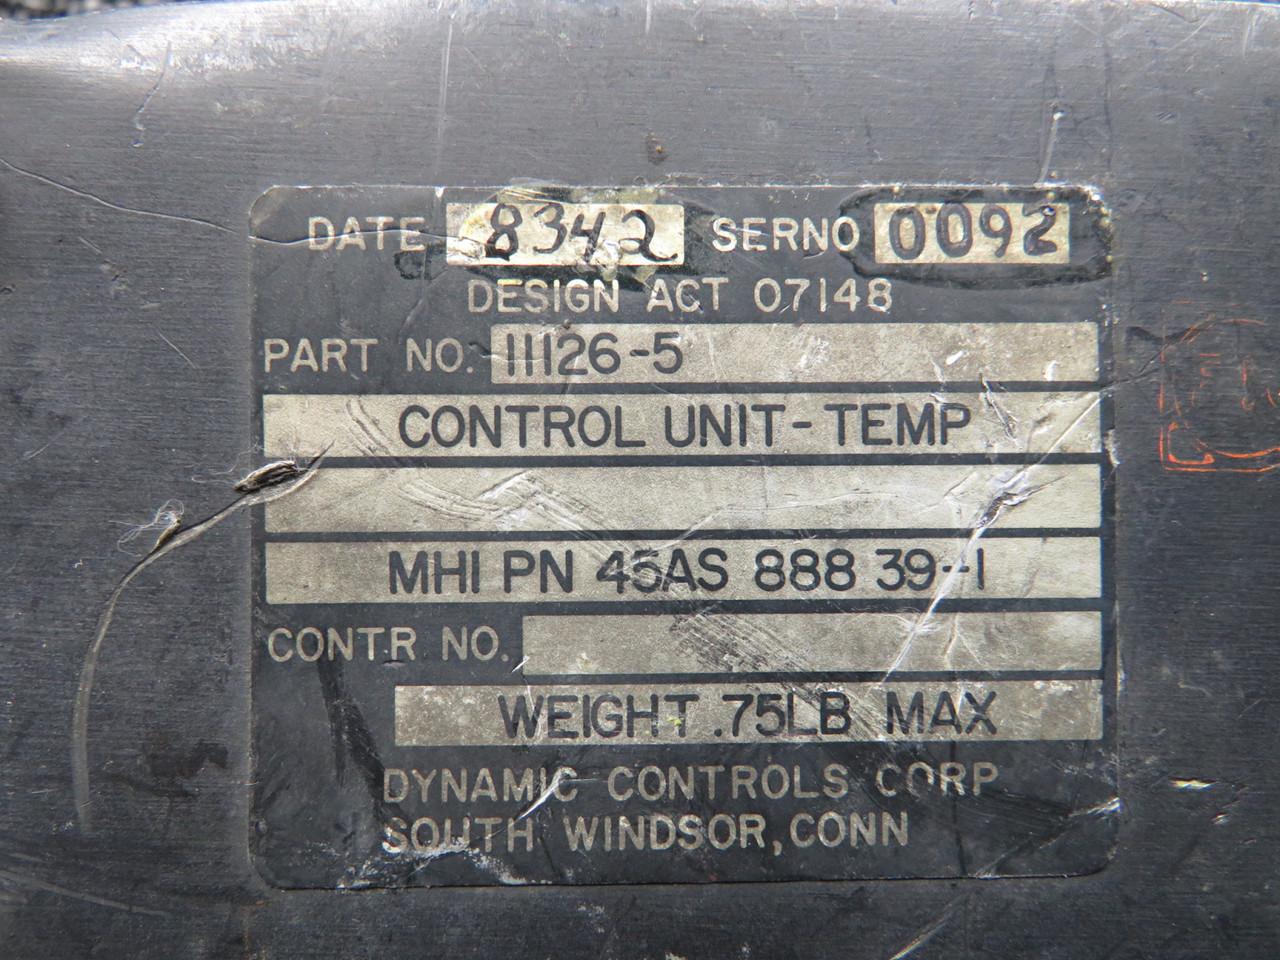 DATE 8342 SERNO 0092
DESIGN ACT 07148
PART NO. 11126-5
CONTROL UNIT-TEMP
MHI PN 45AS 888 39-1
CONTR NO.
WEIGHT .75LB MAX
DYNAMIC CONTROLS CORP
SOUTH WINDSOR, CONN